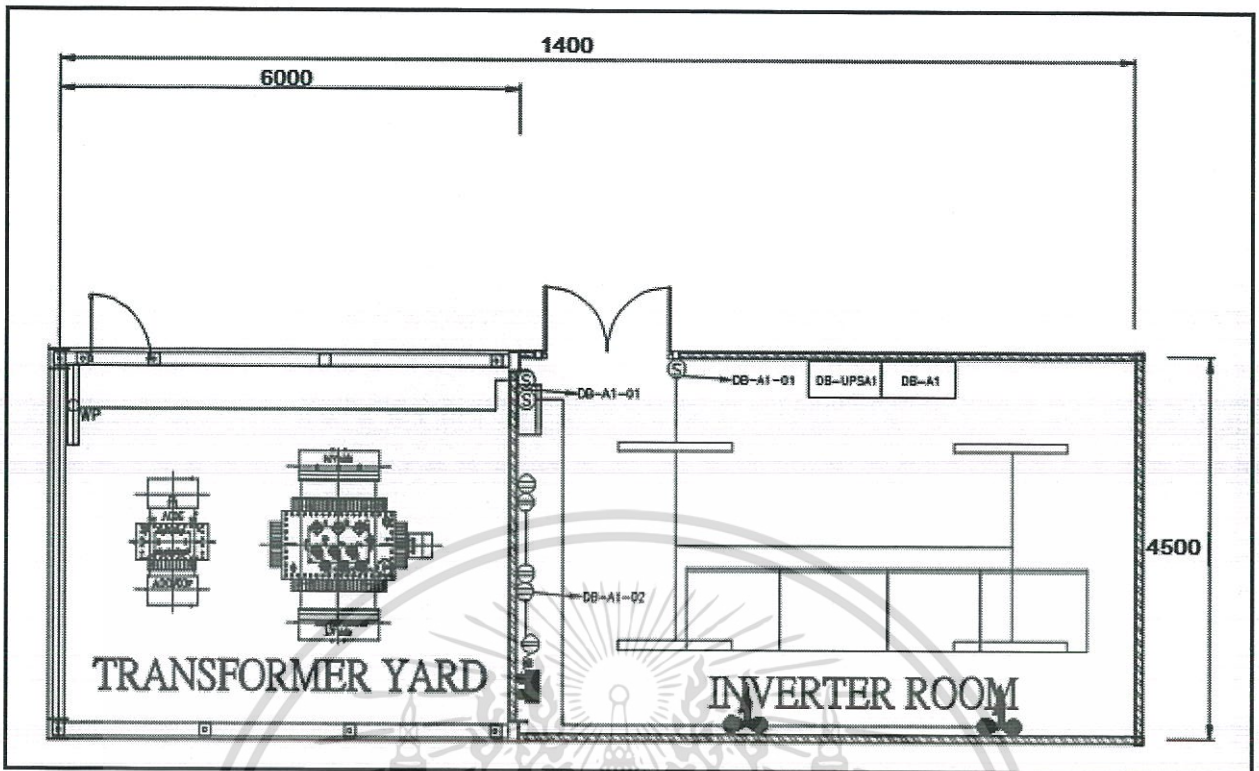 1400
6000
DB-A1-01
DB-UPSA1
DB-A1
DB-A1-01
WP
4500
DB-A1-02
TRANSFORMER YARD
INVERTER ROOM
S
S
S